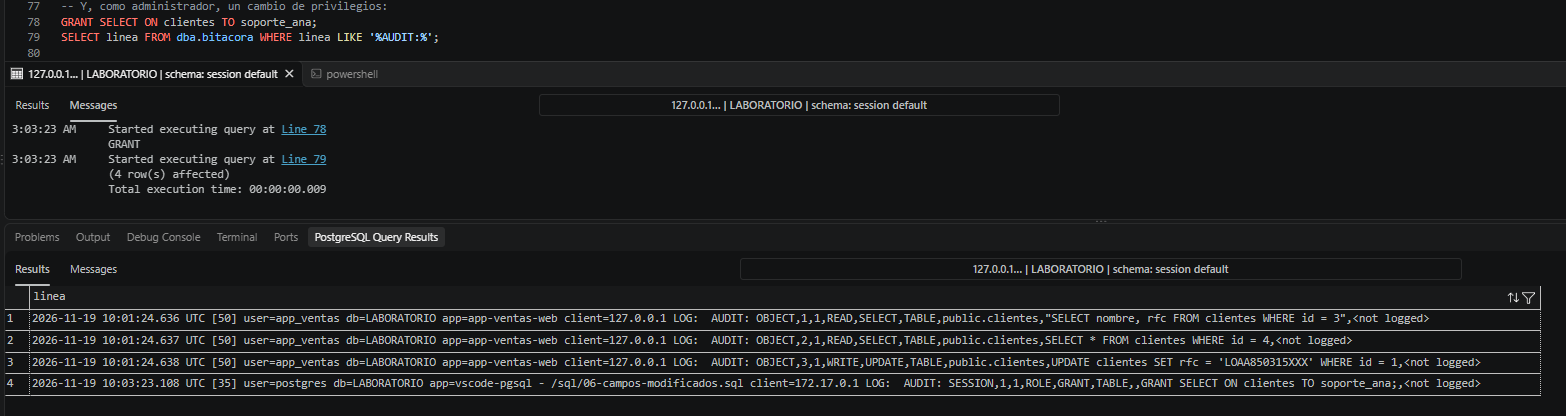 77 -- Y, como administrador, un cambio de privilegios:
78 GRANT SELECT ON clientes TO soporte_ana;
79 SELECT linea FROM dba.bitacora WHERE linea LIKE '%AUDIT:%';
80
127.0.0.1... | LABORATORIO | schema: session default powershell
Results Messages 127.0.0.1... | LABORATORIO | schema: session default
3:03:23 AM Started executing query at Line 78
GRANT
3:03:23 AM Started executing query at Line 79
(4 row(s) affected)
Total execution time: 00:00:00.009
Problems Output Debug Console Terminal Ports PostgreSQL Query Results
Results Messages 127.0.0.1... | LABORATORIO | schema: session default
linea
1 2026-11-19 10:01:24.636 UTC [50] user=app_ventas db=LABORATORIO app=app-ventas-web client=127.0.0.1 LOG:  AUDIT: OBJECT,1,1,READ,SELECT,TABLE,public.clientes,"SELECT nombre, rfc FROM clientes WHERE id = 3",<not logged>
2 2026-11-19 10:01:24.637 UTC [50] user=app_ventas db=LABORATORIO app=app-ventas-web client=127.0.0.1 LOG:  AUDIT: OBJECT,2,1,READ,SELECT,TABLE,public.clientes,SELECT * FROM clientes WHERE id = 4,<not logged>
3 2026-11-19 10:01:24.638 UTC [50] user=app_ventas db=LABORATORIO app=app-ventas-web client=127.0.0.1 LOG:  AUDIT: OBJECT,3,1,WRITE,UPDATE,TABLE,public.clientes,UPDATE clientes SET rfc = 'LOAA850315XXX' WHERE id = 1,<not logged>
4 2026-11-19 10:03:23.108 UTC [35] user=postgres db=LABORATORIO app=vscode-pgsql - /sql/06-campos-modificados.sql client=172.17.0.1 LOG:  AUDIT: SESSION,1,1,ROLE,GRANT,TABLE,,GRANT SELECT ON clientes TO soporte_ana;,<not logged>